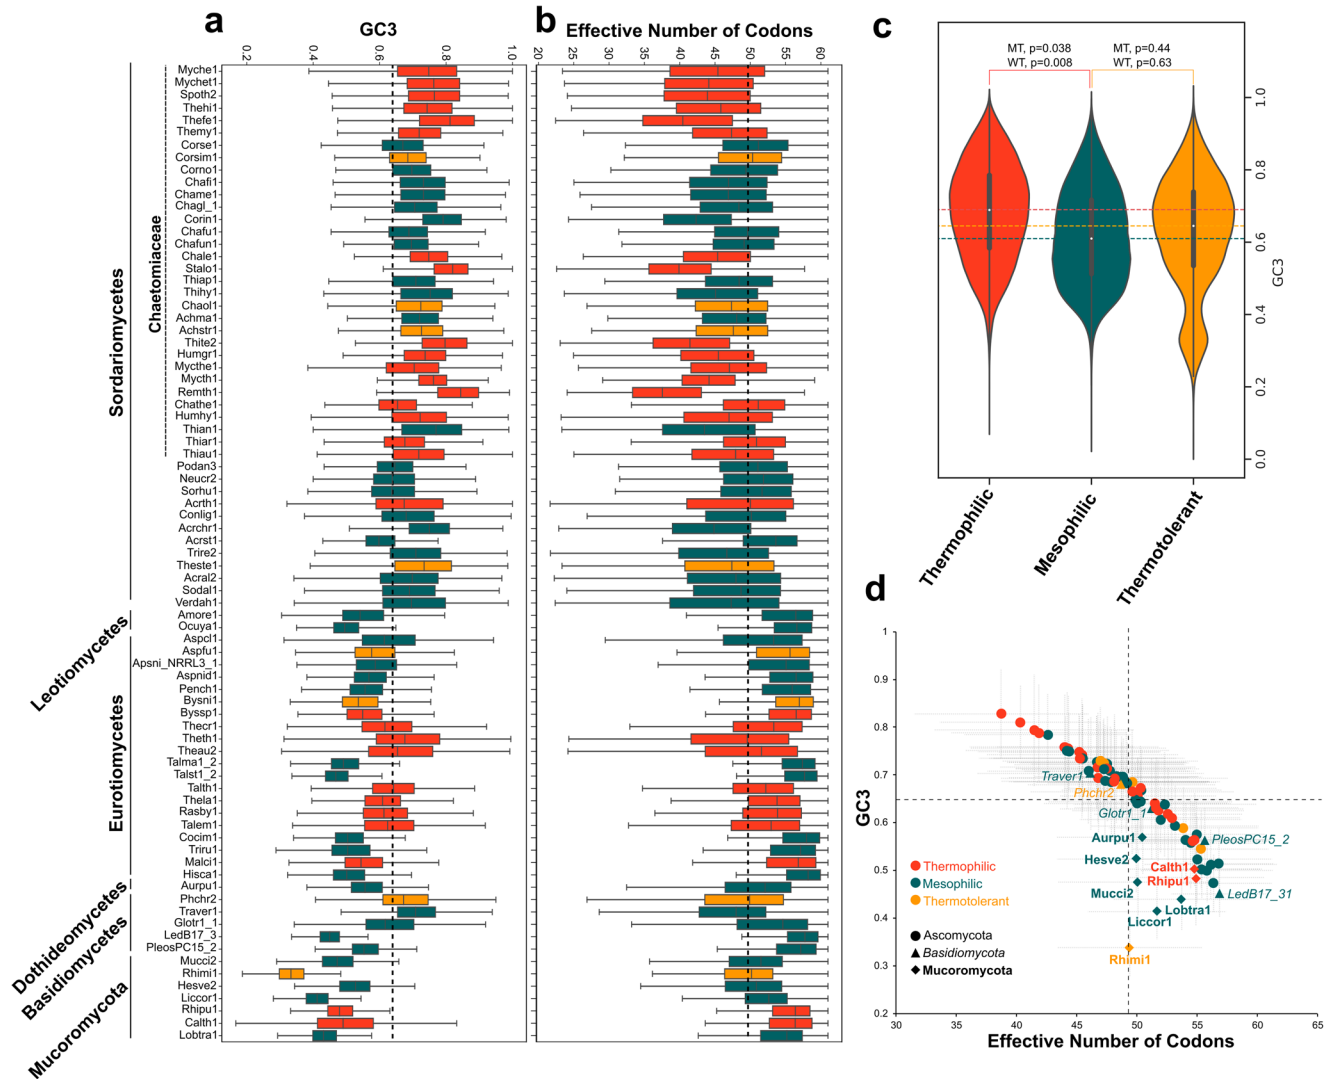 a
GC3
0.2
0.4
0.6
0.8
1.0
b
Effective Number of Codons
20
25
30
35
40
45
50
55
60
Sordariomycetes
Chaetomiaceae
Leotiomycetes
Eurotiomycetes
Dothideomycetes
Basidiomycetes
Mucoromycota
Myche1
Mychet1
Spoth2
Thehi1
Thefe1
Themy1
Corse1
Corsim1
Corno1
Chafi1
Chame1
Chagl_1
Corin1
Chafu1
Chafun1
Chale1
Stalo1
Thiap1
Thihy1
Chaol1
Achma1
Achstr1
Thite2
Humgr1
Mycthe1
Mycth1
Remth1
Chathe1
Humhy1
Thian1
Thiar1
Thiau1
Podan3
Neucr2
Sorhu1
Acrth1
Conlig1
Acrchr1
Acrst1
Trire2
Theste1
Acral2
Sodal1
Verdah1
Amore1
Ocuya1
Aspcl1
Aspfu1
Apsni_NRRL3_1
Aspnid1
Pench1
Bysni1
Byssp1
Thecr1
Theth1
Theau2
Talma1_2
Talst1_2
Talth1
Thela1
Rasby1
Talem1
Cocim1
Triru1
Malci1
Hisca1
Aurpu1
Phchr2
Traver1
Glotr1_1
LedB17_3
PleosPC15_2
Mucci2
Rhimi1
Hesve2
Liccor1
Rhipu1
Calth1
Lobtra1
c
MT, p=0.038
WT, p=0.008
MT, p=0.44
WT, p=0.63
1.0
0.8
0.6
0.4
0.2
0.0
GC3
Thermophilic
Mesophilic
Thermotolerant
d
1
0.9
0.8
0.7
0.6
0.5
0.4
0.3
0.2
GC3
Traver1
Phchr2
Glotr1_1
Aurpu1
PleosPC15_2
Hesve2
Calth1
Rhipu1
Mucci2
LedB17_31
Lobtra1
Liccor1
Rhimi1
Thermophilic
Mesophilic
Thermotolerant
Ascomycota
Basidiomycota
Mucoromycota
30
35
40
45
50
55
60
65
Effective Number of Codons